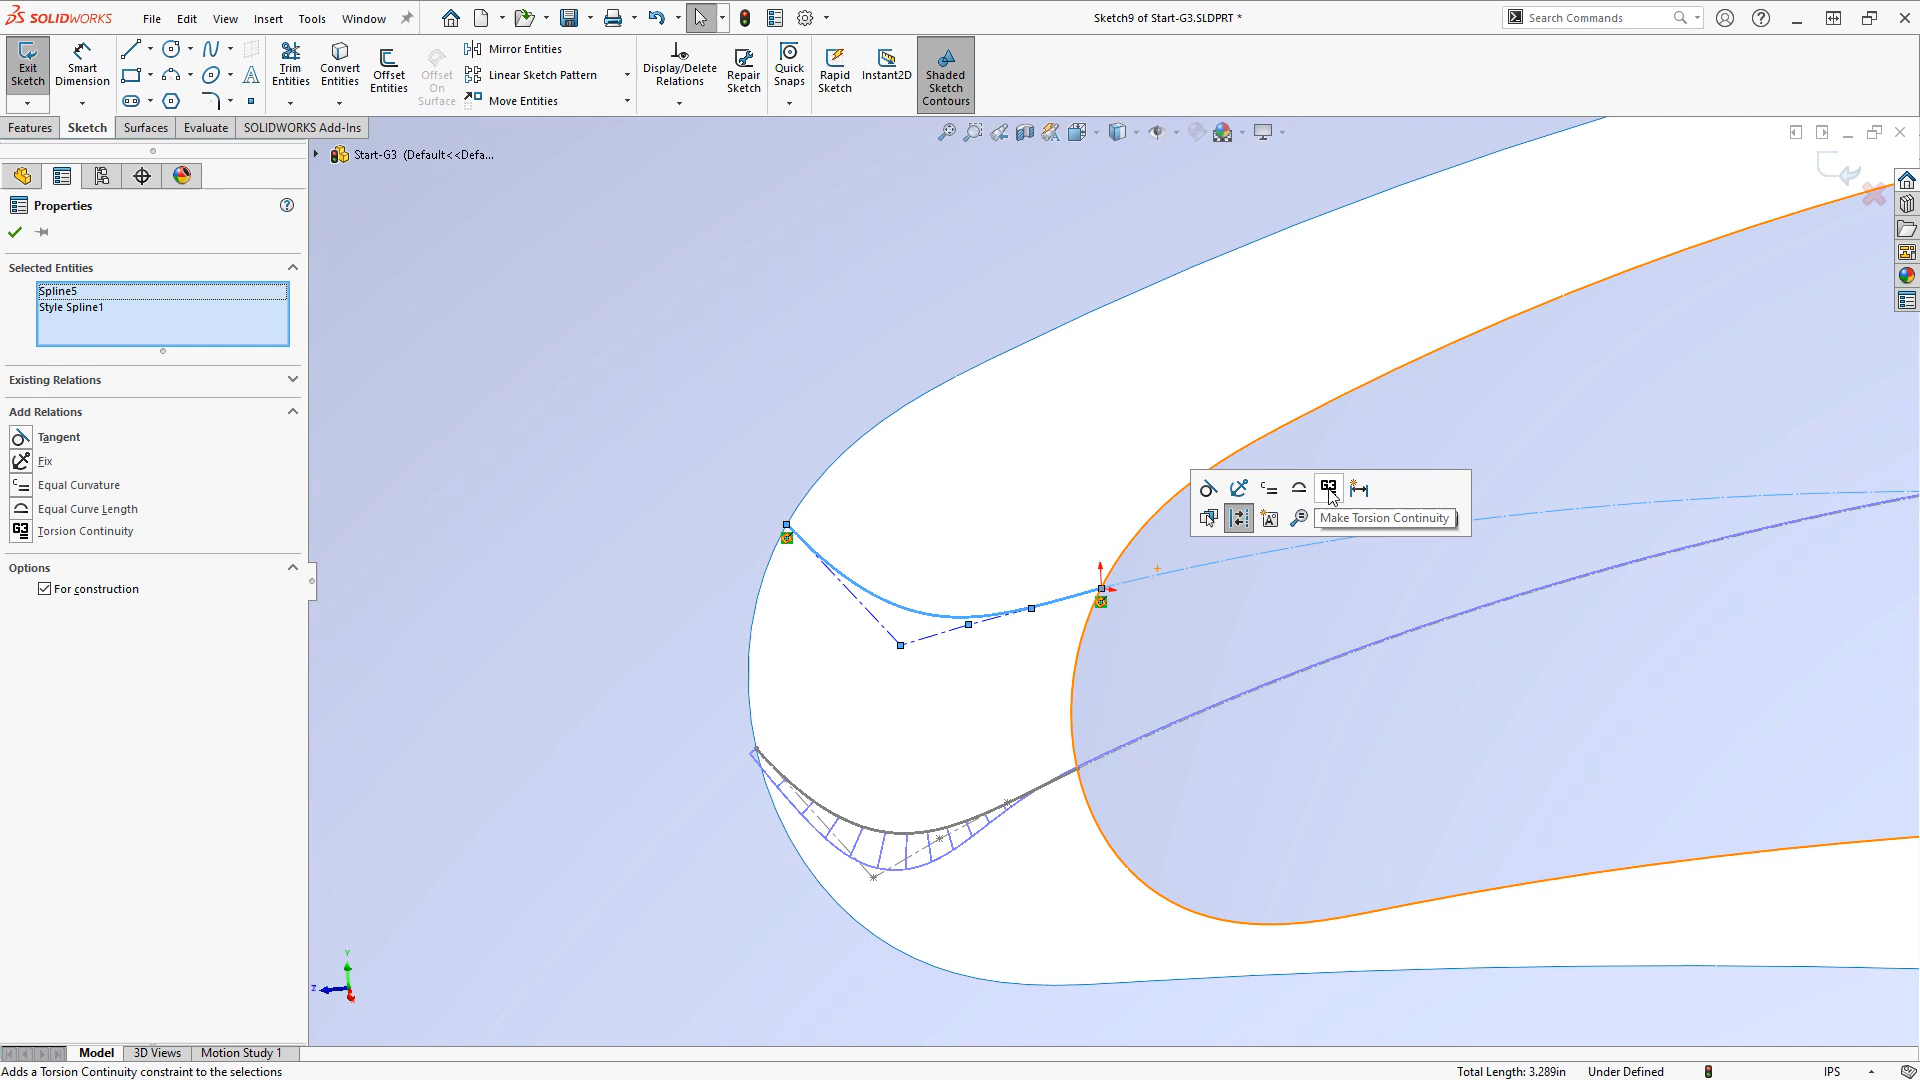 SOLIDWORKS File Edit View Insert Tools Window Sketch9 of Start-G3.SLDPRT * Search Commands
Exit Sketch
Smart Dimension
Trim Entities
Convert Entities
Offset Entities
Offset On Surface
Mirror Entities
Linear Sketch Pattern
Move Entities
Display/Delete Relations
Repair Sketch
Quick Snaps
Rapid Sketch
Instant2D
Shaded Sketch Contours
Features Sketch Surfaces Evaluate SOLIDWORKS Add-Ins
Start-G3 (Default<<Defa...
Properties
Selected Entities
Spline5
Style Spline1
Existing Relations
Add Relations
Tangent
Fix
Equal Curvature
Equal Curve Length
G3 Torsion Continuity
Options
For construction
G3
Make Torsion Continuity
Y
Z
Model 3D Views Motion Study 1
Adds a Torsion Continuity constraint to the selections Total Length: 3.289in Under Defined IPS